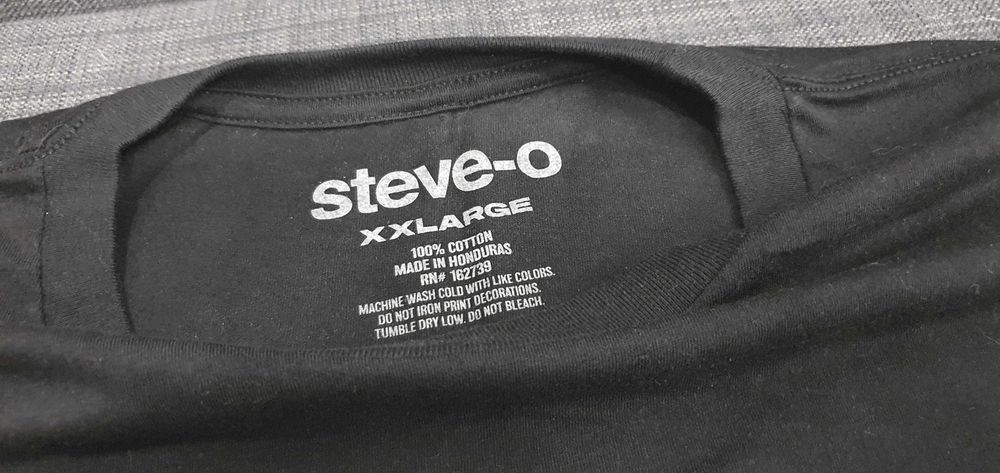 steve-o
XXLARGE
100% COTTON
MADE IN HONDURAS
RN# 162739
MACHINE WASH COLD WITH LIKE COLORS.
DO NOT IRON PRINT DECORATIONS.
TUMBLE DRY LOW. DO NOT BLEACH.